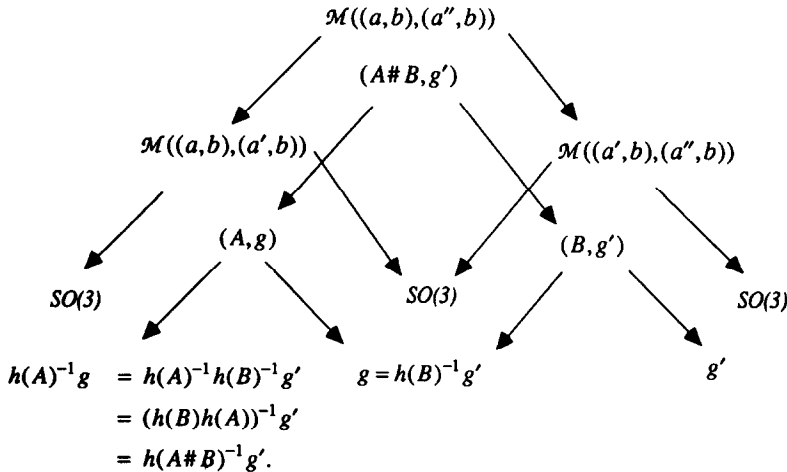 ℳ((a,b),(a″,b))
(A# B,g′)
ℳ((a,b),(a′,b))
ℳ((a′,b),(a″,b))
(A,g)
(B,g′)
SO(3)
SO(3)
SO(3)
h(A)⁻¹g = h(A)⁻¹h(B)⁻¹g′
g = h(B)⁻¹g′
g′
= (h(B)h(A))⁻¹g′
= h(A# B)⁻¹g′.